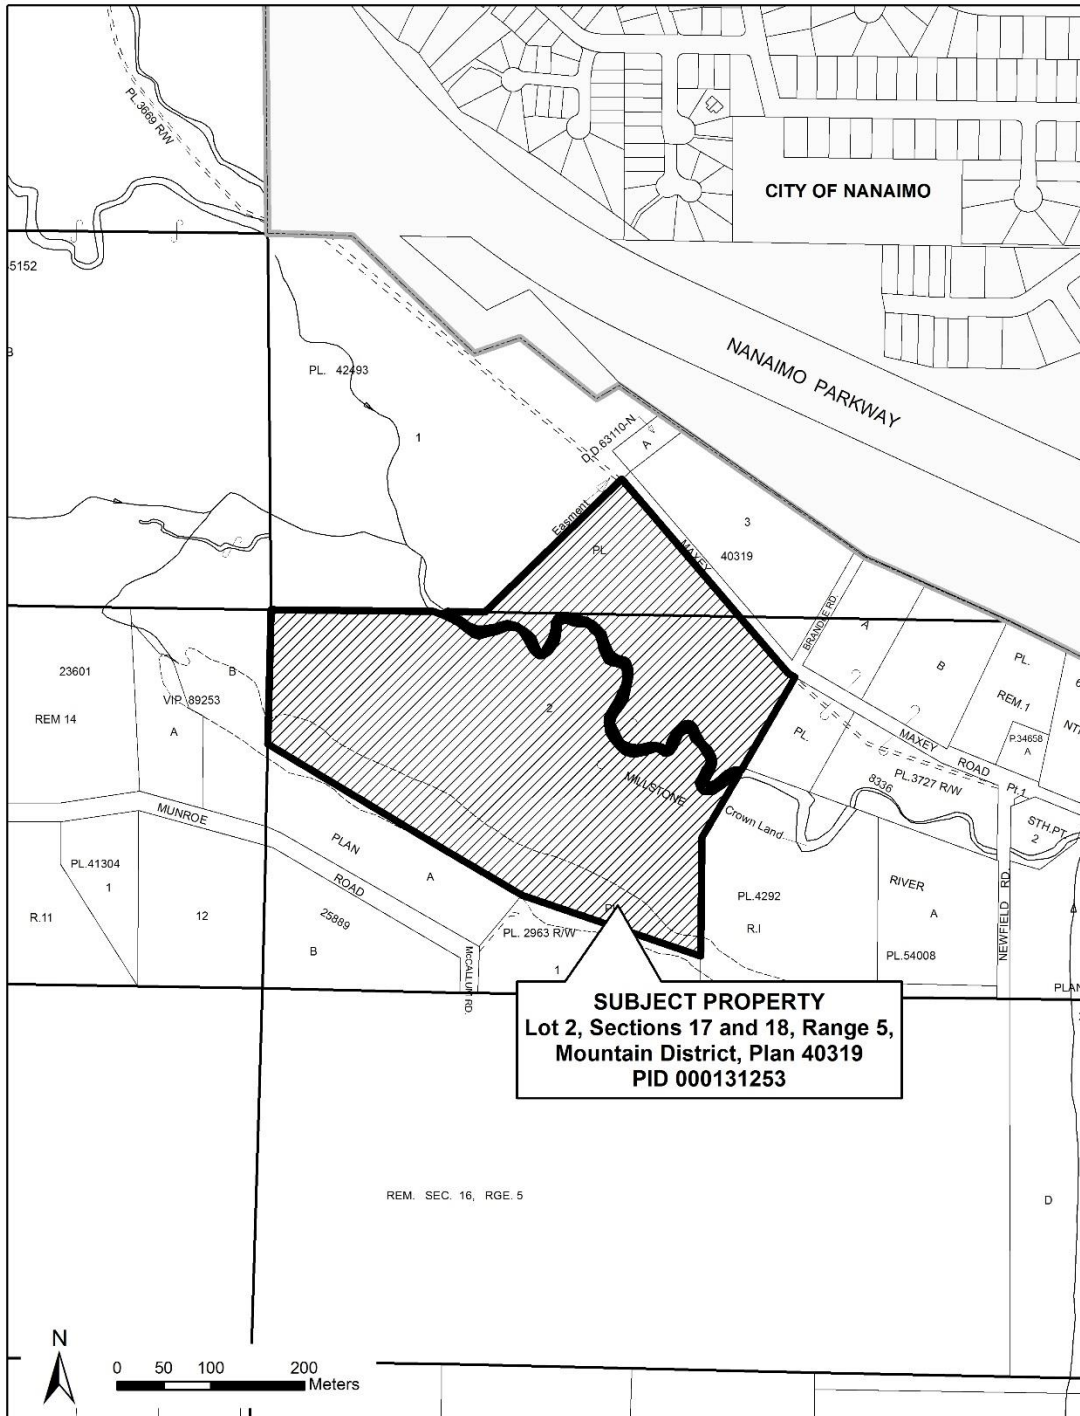 PL.3669 R/W
CITY OF NANAIMO
5152
B
NANAIMO PARKWAY
PL. 42493
1
D.D.63110-N
A
Easment
PL.
MAXEY
3
40319
BRANDLE RD.
A
B
PL.
REM.1
6
NTH
P.34658
A
23601
REM 14
VIP 89253
B
A
2
MILLSTONE
PL.
MAXEY
ROAD
8336
PL.3727 R/W
Pt.1
STH.PT.
2
Crown Land
MUNROE
ROAD
PLAN
A
25889
B
PL.41304
1
R.11
12
McCALLUM RD.
PL. 2963 R/W
1
PL.4292
R.I
RIVER
A
PL.54008
NEWFIELD RD.
PLAN
SUBJECT PROPERTY
Lot 2, Sections 17 and 18, Range 5,
Mountain District, Plan 40319
PID 000131253
REM. SEC. 16, RGE. 5
D
N
0 50 100 200
Meters